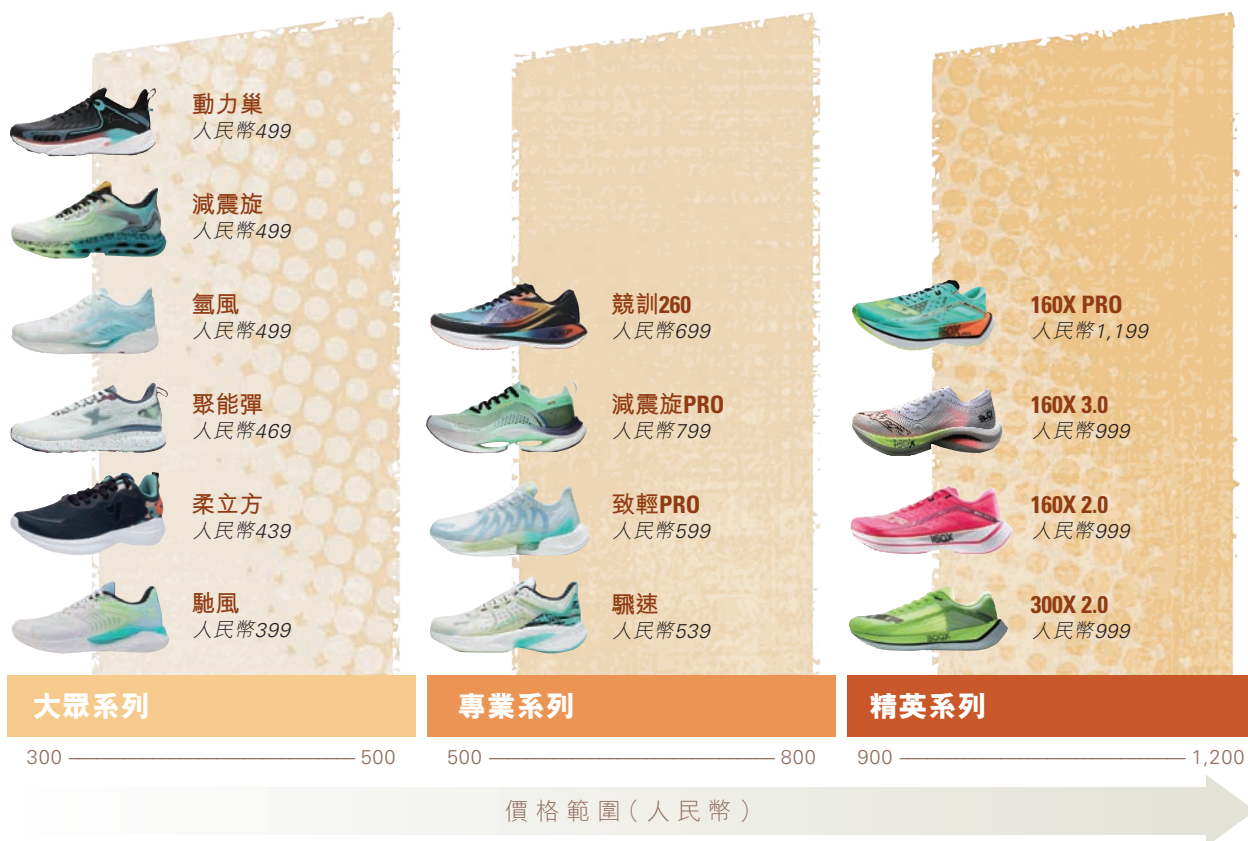 動力巢
人民幣499
減震旋
人民幣499
氫風
人民幣499
聚能彈
人民幣469
柔立方
人民幣439
馳風
人民幣399
大眾系列
300
500
競訓260
人民幣699
減震旋PRO
人民幣799
致輕PRO
人民幣599
騛速
人民幣539
專業系列
500
800
160X PRO
人民幣1,199
160X 3.0
人民幣999
160X 2.0
人民幣999
300X 2.0
人民幣999
精英系列
900
1,200
價格範圍(人民幣)